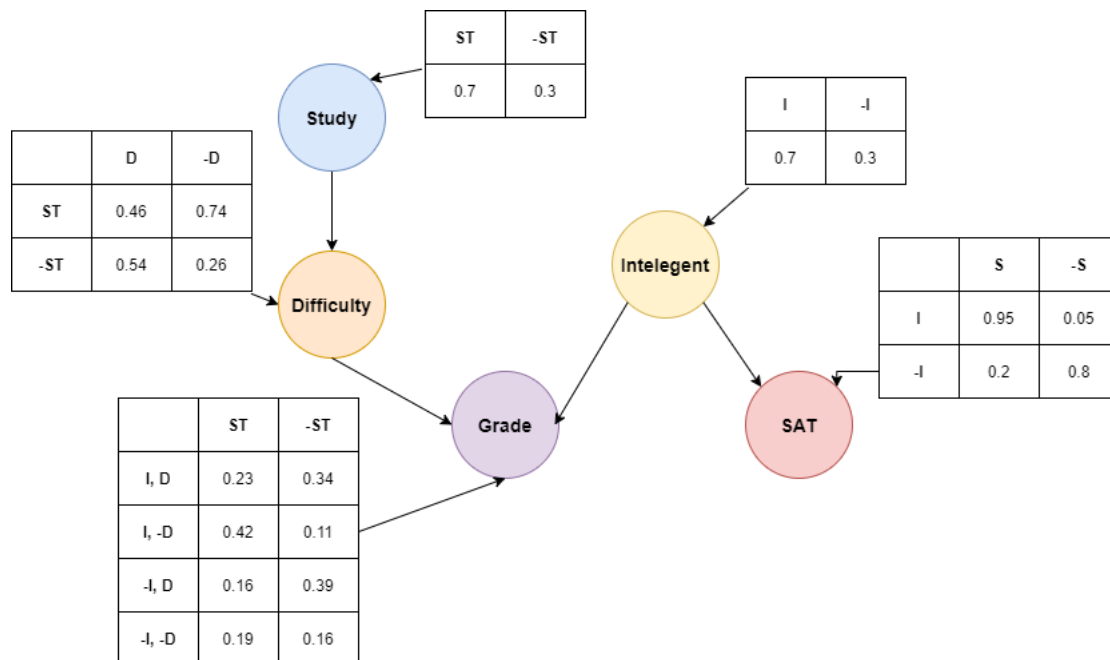 ST -ST
0.7 0.3
Study
I -I
0.7 0.3
D -D
ST 0.46 0.74
-ST 0.54 0.26
Intelegent
S -S
I 0.95 0.05
-I 0.2 0.8
Difficulty
ST -ST
I, D 0.23 0.34
I, -D 0.42 0.11
-I, D 0.16 0.39
-I, -D 0.19 0.16
Grade
SAT